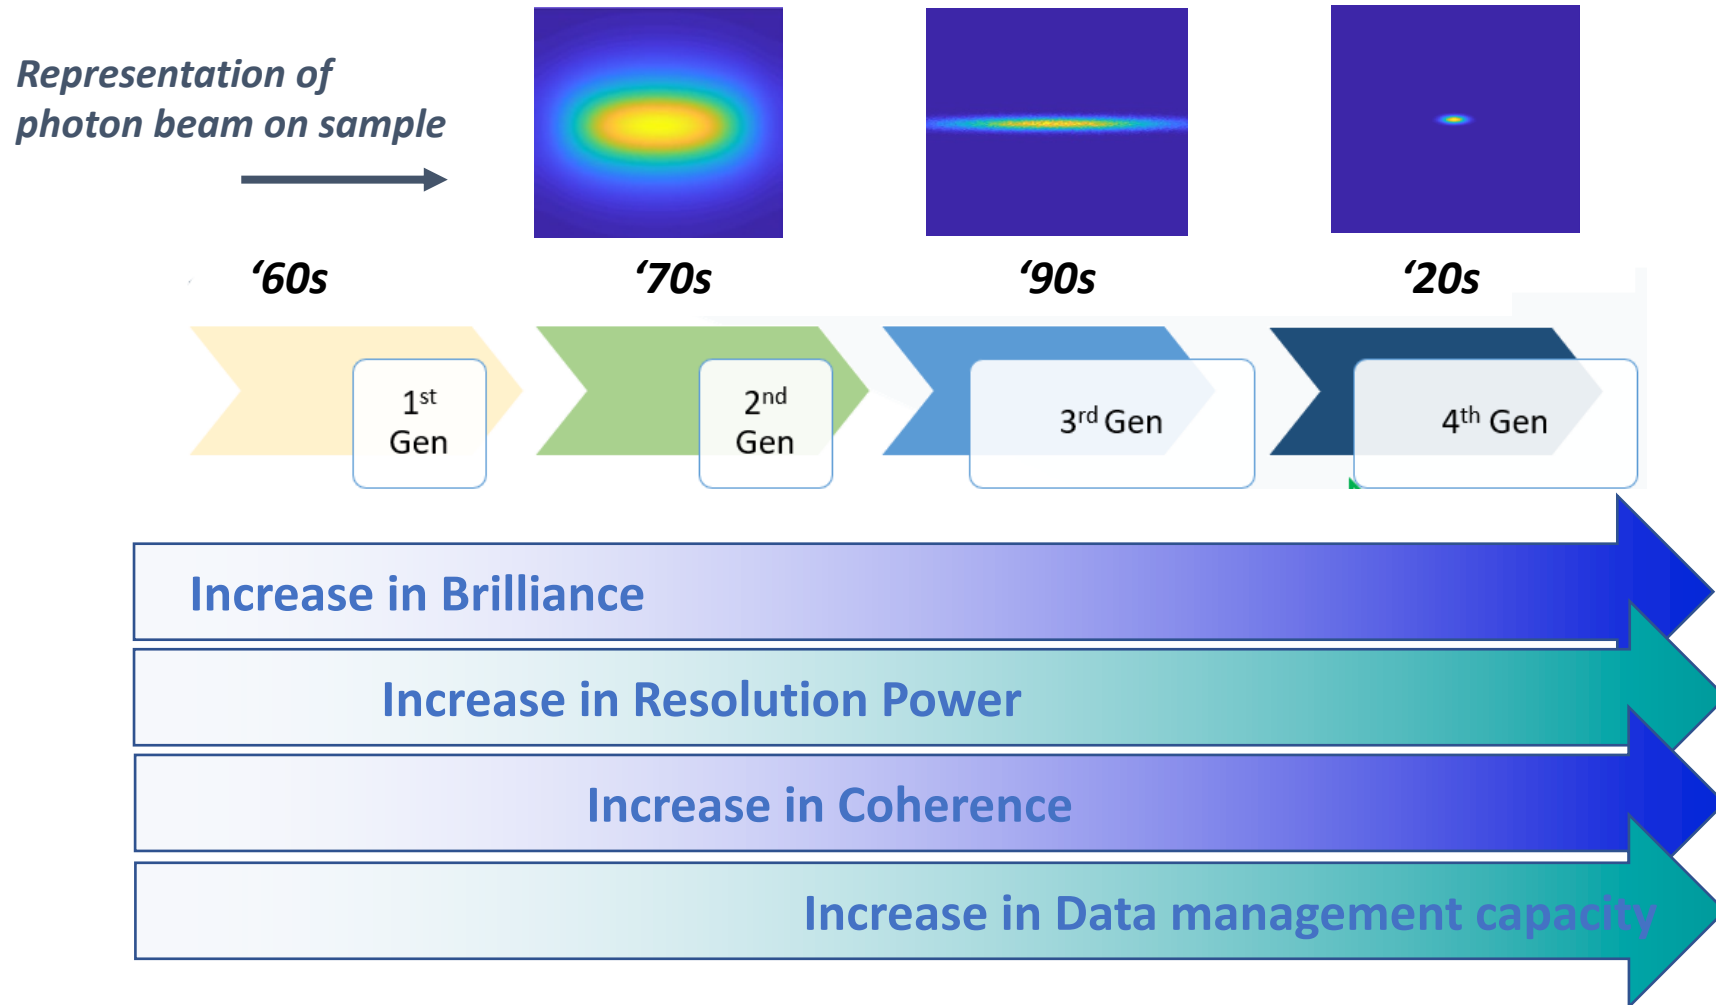 Representation of
photon beam on sample
‘60s ‘70s ‘90s ‘20s
1st
Gen
2nd
Gen
3rd Gen
4th Gen
Increase in Brilliance
Increase in Resolution Power
Increase in Coherence
Increase in Data management capacity